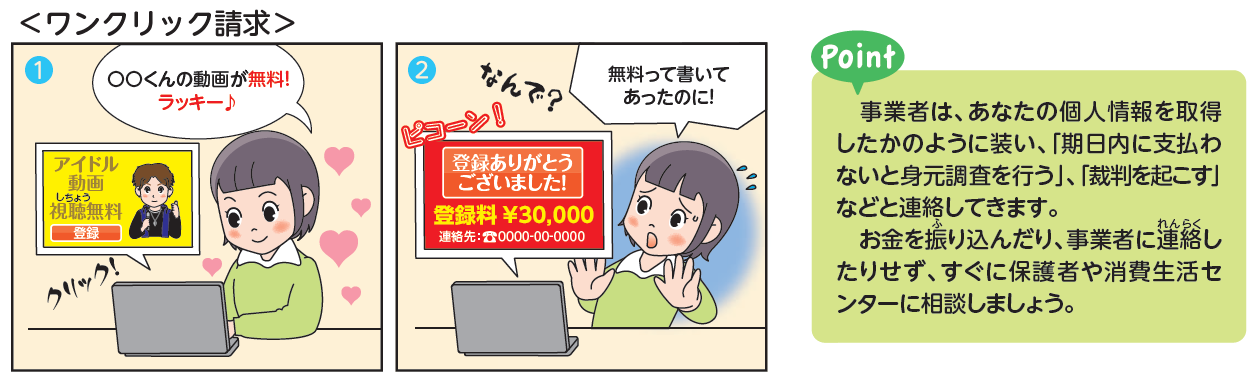 ＜ワンクリック請求＞
1
〇〇くんの動画が無料!
ラッキー♪
アイドル
動画
しちょう
視聴無料
登録
クリック!
2
なんで?
無料って書いて
あったのに!
ピコーン!
登録ありがとう
ございました!
登録料 ¥30,000
連絡先:☎0000-00-0000
Point
事業者は、あなたの個人情報を取得
したかのように装い、「期日内に支払わ
ないと身元調査を行う」、「裁判を起こす」
などと連絡してきます。
ふ
れんらく
お金を振り込んだり、事業者に連絡し
たりせず、すぐに保護者や消費生活セ
ンターに相談しましょう。